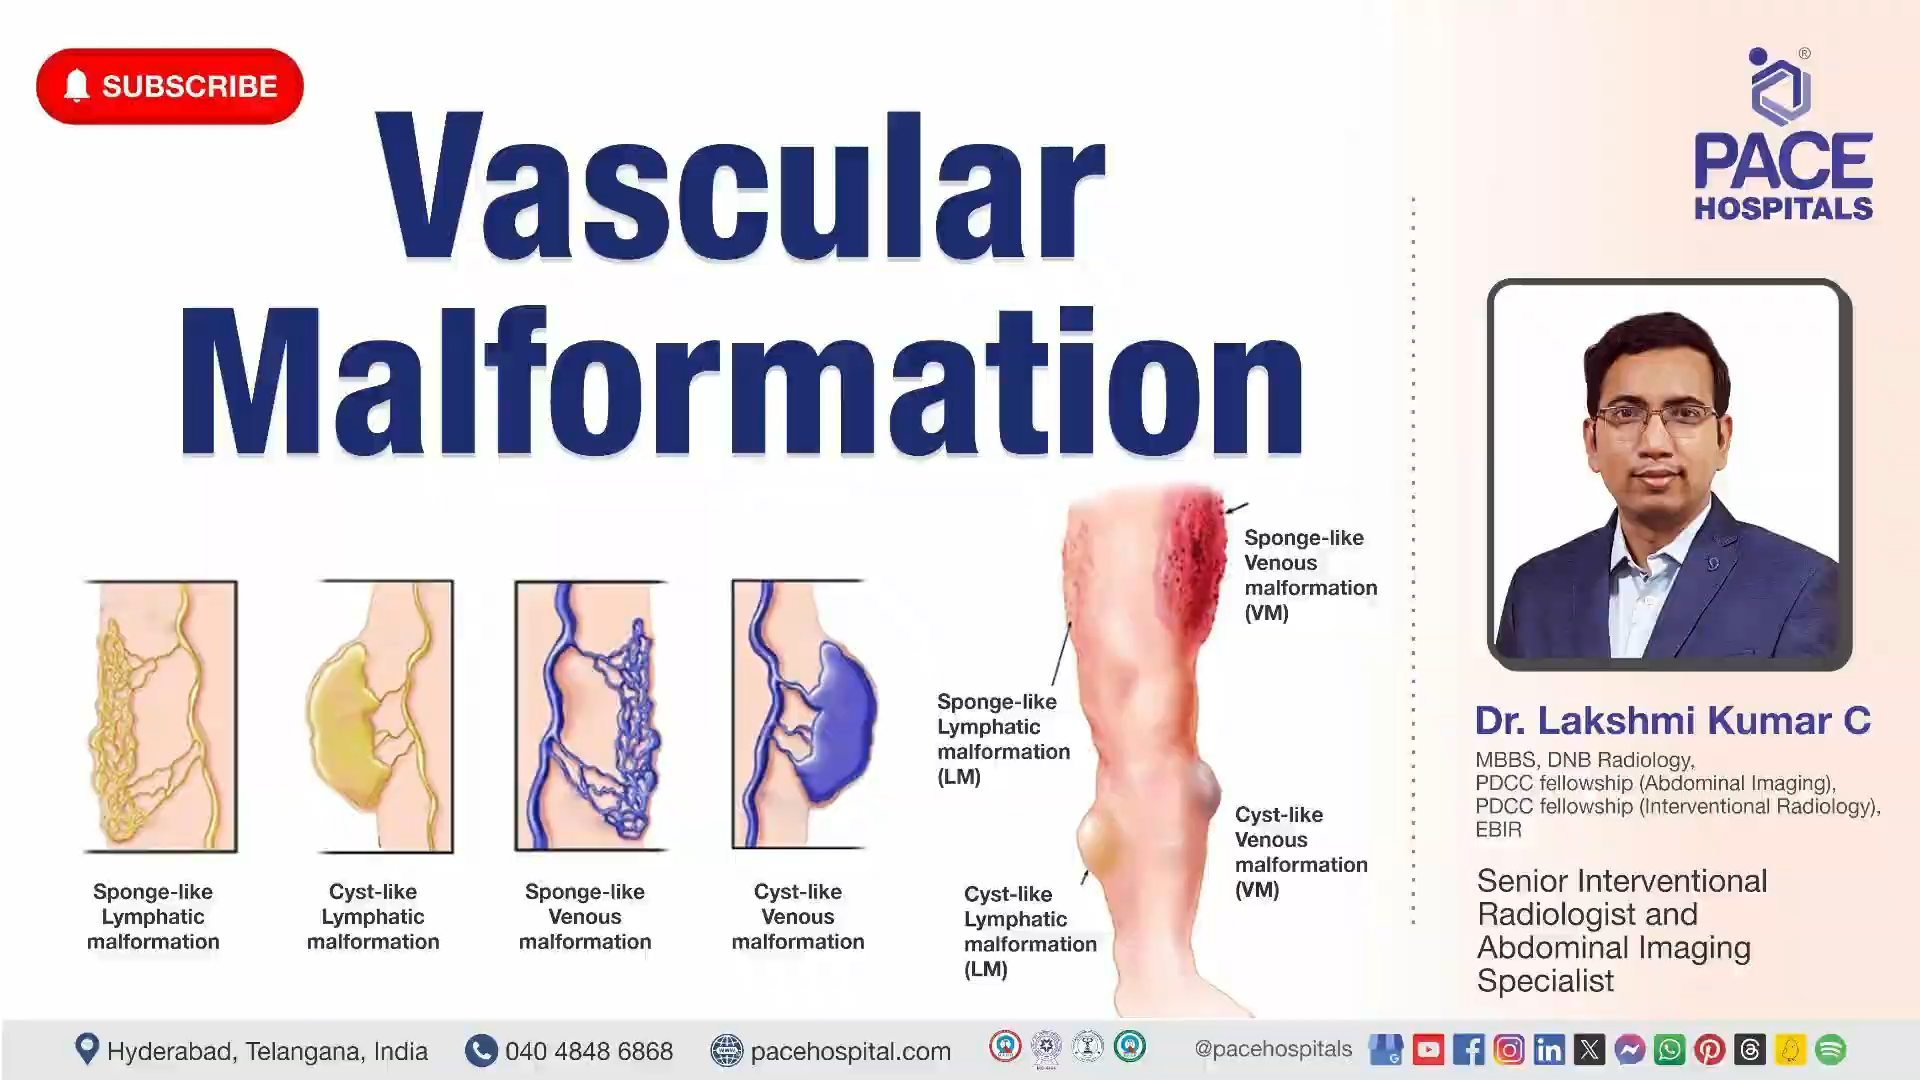 SUBSCRIBE
Vascular
Malformation
®
PACE
HOSPITALS
Sponge-like
Venous
malformation
(VM)
Sponge-like
Lymphatic
malformation
(LM)
Cyst-like
Venous
malformation
(VM)
Cyst-like
Lymphatic
malformation
(LM)
Sponge-like
Lymphatic
malformation
Cyst-like
Lymphatic
malformation
Sponge-like
Venous
malformation
Cyst-like
Venous
malformation
Dr. Lakshmi Kumar C
MBBS, DNB Radiology,
PDCC fellowship (Abdominal Imaging),
PDCC fellowship (Interventional Radiology),
EBIR
Senior Interventional
Radiologist and
Abdominal Imaging
Specialist
Hyderabad, Telangana, India
040 4848 6868
pacehospital.com
@pacehospitals